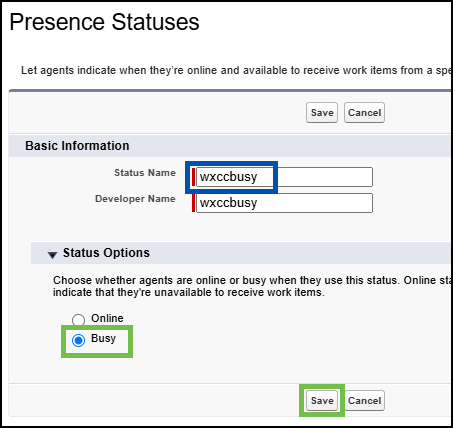 Presence Statuses
Let agents indicate when they're online and available to receive work items from a spe
Save Cancel
Basic Information
Status Name wxccbusy
Developer Name wxccbusy
Status Options
Choose whether agents are online or busy when they use this status. Online sta
indicate that they're unavailable to receive work items.
Online
Busy
Save Cancel